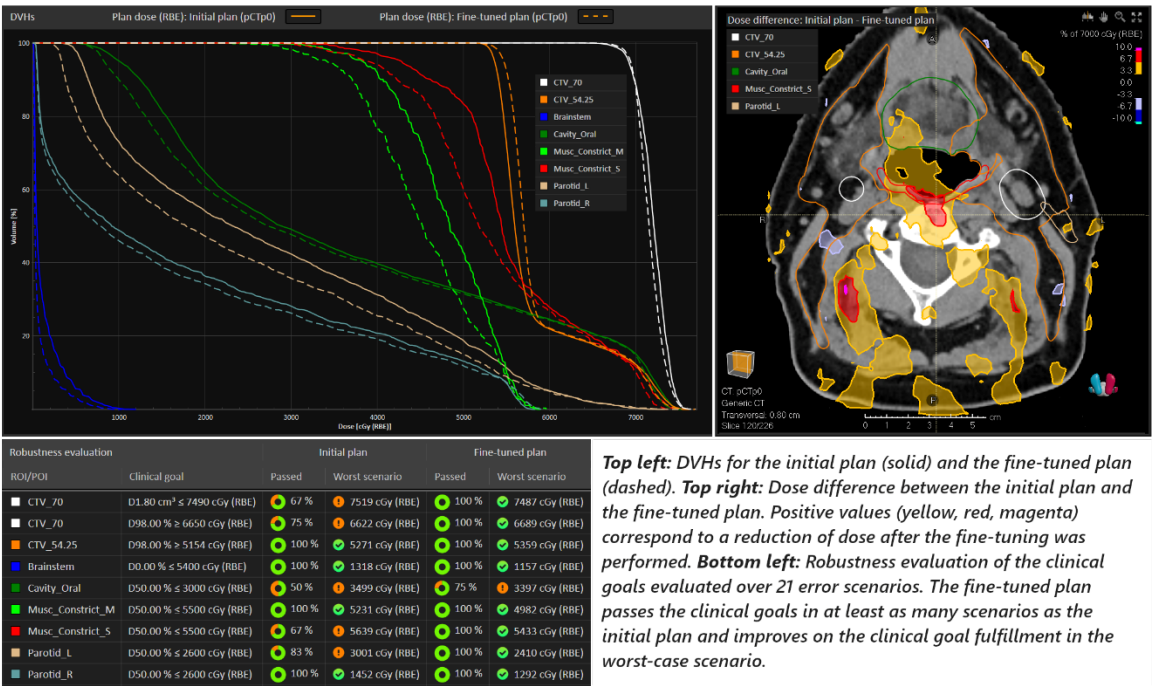 DVHs
Plan dose (RBE): Initial plan (pCTp0)
Plan dose (RBE): Fine-tuned plan (pCTp0)
100
80
60
40
20
Volume [%]
CTV_70
CTV_54.25
Brainstem
Cavity_Oral
Musc_Constrict_M
Musc_Constrict_S
Parotid_L
Parotid_R
1000
2000
3000
4000
5000
6000
7000
Dose [cGy (RBE)]
Dose difference: Initial plan - Fine-tuned plan
CTV_70
CTV_54.25
Cavity_Oral
Musc_Constrict_S
Parotid_L
% of 7000 cGy (RBE)
10.0
6.7
3.3
0.0
-3.3
-6.7
-10.0
A
R
L
CT: pCTp0
Generic CT
Transversal: 0.80 cm
Slice 120/226
0 1 2 3 4 5 cm
Robustness evaluation Initial plan Fine-tuned plan
ROI/POI Clinical goal Passed Worst scenario Passed Worst scenario
CTV_70 D1.80 cm³ ≤ 7490 cGy (RBE) 67 % 7519 cGy (RBE) 100 % 7487 cGy (RBE)
CTV_70 D98.00 % ≥ 6650 cGy (RBE) 75 % 6622 cGy (RBE) 100 % 6689 cGy (RBE)
CTV_54.25 D98.00 % ≥ 5154 cGy (RBE) 100 % 5271 cGy (RBE) 100 % 5359 cGy (RBE)
Brainstem D0.00 % ≤ 5400 cGy (RBE) 100 % 1318 cGy (RBE) 100 % 1157 cGy (RBE)
Cavity_Oral D50.00 % ≤ 3000 cGy (RBE) 50 % 3499 cGy (RBE) 75 % 3397 cGy (RBE)
Musc_Constrict_M D50.00 % ≤ 5500 cGy (RBE) 100 % 5231 cGy (RBE) 100 % 4982 cGy (RBE)
Musc_Constrict_S D50.00 % ≤ 5500 cGy (RBE) 67 % 5639 cGy (RBE) 100 % 5433 cGy (RBE)
Parotid_L D50.00 % ≤ 2600 cGy (RBE) 83 % 3001 cGy (RBE) 100 % 2410 cGy (RBE)
Parotid_R D50.00 % ≤ 2600 cGy (RBE) 100 % 1452 cGy (RBE) 100 % 1292 cGy (RBE)
Top left: DVHs for the initial plan (solid) and the fine-tuned plan
(dashed). Top right: Dose difference between the initial plan and
the fine-tuned plan. Positive values (yellow, red, magenta)
correspond to a reduction of dose after the fine-tuning was
performed. Bottom left: Robustness evaluation of the clinical
goals evaluated over 21 error scenarios. The fine-tuned plan
passes the clinical goals in at least as many scenarios as the
initial plan and improves on the clinical goal fulfillment in the
worst-case scenario.